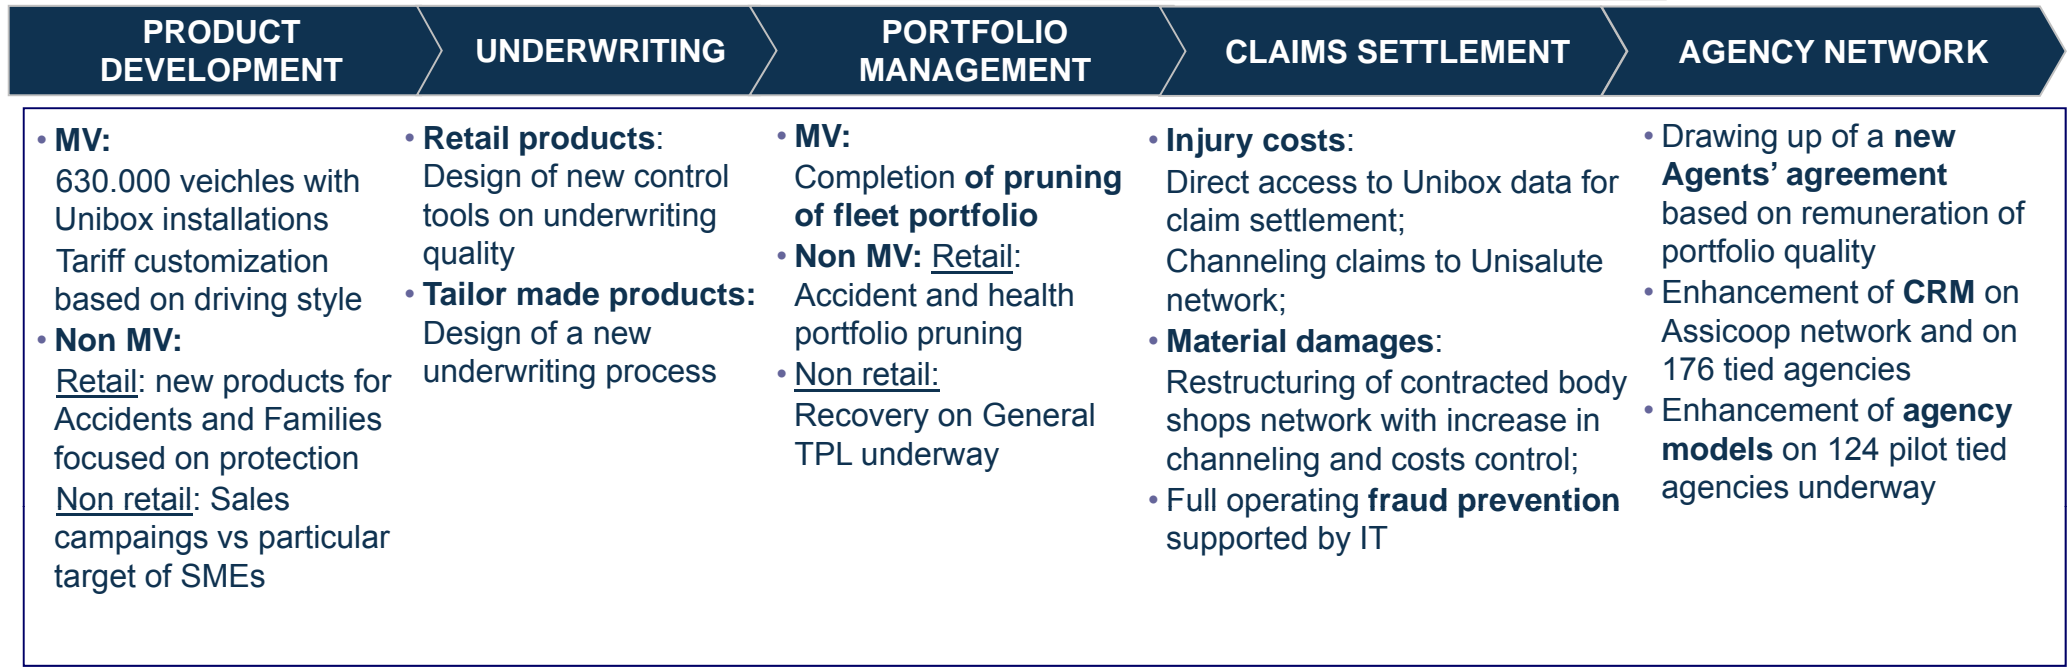 PRODUCT
DEVELOPMENT
UNDERWRITING
PORTFOLIO
MANAGEMENT
CLAIMS SETTLEMENT
AGENCY NETWORK
• MV:
630.000 veichles with
Unibox installations
Tariff customization
based on driving style
• Non MV:
Retail: new products for
Accidents and Families
focused on protection
Non retail: Sales
campaings vs particular
target of SMEs
• Retail products:
Design of new control
tools on underwriting
quality
• Tailor made products:
Design of a new
underwriting process
• MV:
Completion of pruning
of fleet portfolio
• Non MV: Retail:
Accident and health
portfolio pruning
• Non retail:
Recovery on General
TPL underway
• Injury costs:
Direct access to Unibox data for
claim settlement;
Channeling claims to Unisalute
network;
• Material damages:
Restructuring of contracted body
shops network with increase in
channeling and costs control;
• Full operating fraud prevention
supported by IT
• Drawing up of a new
Agents’ agreement
based on remuneration of
portfolio quality
• Enhancement of CRM on
Assicoop network and on
176 tied agencies
• Enhancement of agency
models on 124 pilot tied
agencies underway